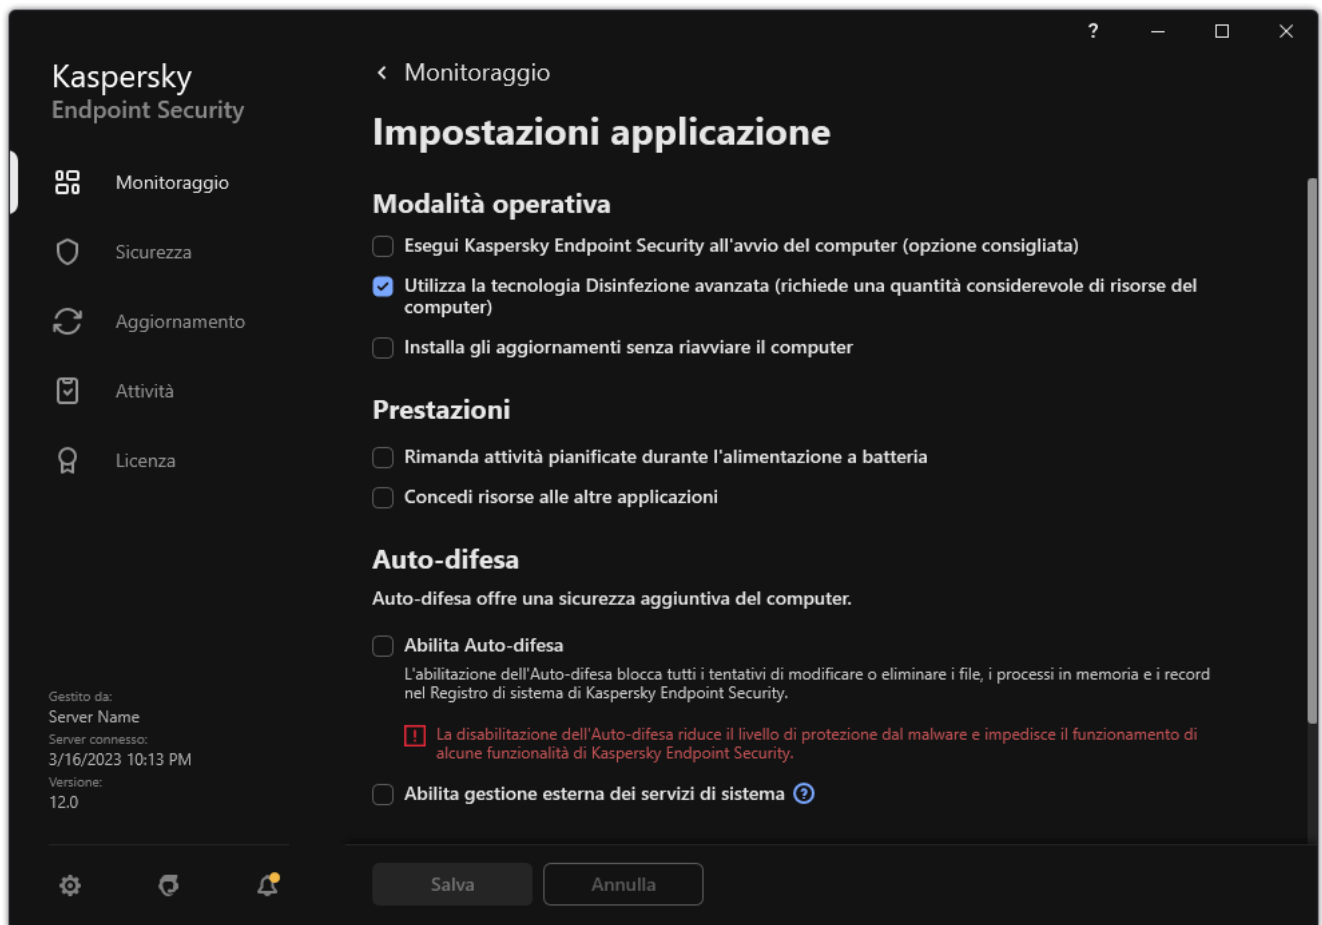 ?
Kaspersky
Endpoint Security
Monitoraggio
Sicurezza
Aggiornamento
Attività
Licenza
Gestito da:
Server Name
Server connesso:
3/16/2023 10:13 PM
Versione:
12.0
Monitoraggio
Impostazioni applicazione
Modalità operativa
Esegui Kaspersky Endpoint Security all'avvio del computer (opzione consigliata)
Utilizza la tecnologia Disinfezione avanzata (richiede una quantità considerevole di risorse del
computer)
Installa gli aggiornamenti senza riavviare il computer
Prestazioni
Rimanda attività pianificate durante l'alimentazione a batteria
Concedi risorse alle altre applicazioni
Auto-difesa
Auto-difesa offre una sicurezza aggiuntiva del computer.
Abilita Auto-difesa
L'abilitazione dell'Auto-difesa blocca tutti i tentativi di modificare o eliminare i file, i processi in memoria e i record
nel Registro di sistema di Kaspersky Endpoint Security.
La disabilitazione dell'Auto-difesa riduce il livello di protezione dal malware e impedisce il funzionamento di
alcune funzionalità di Kaspersky Endpoint Security.
Abilita gestione esterna dei servizi di sistema ?
Salva
Annulla